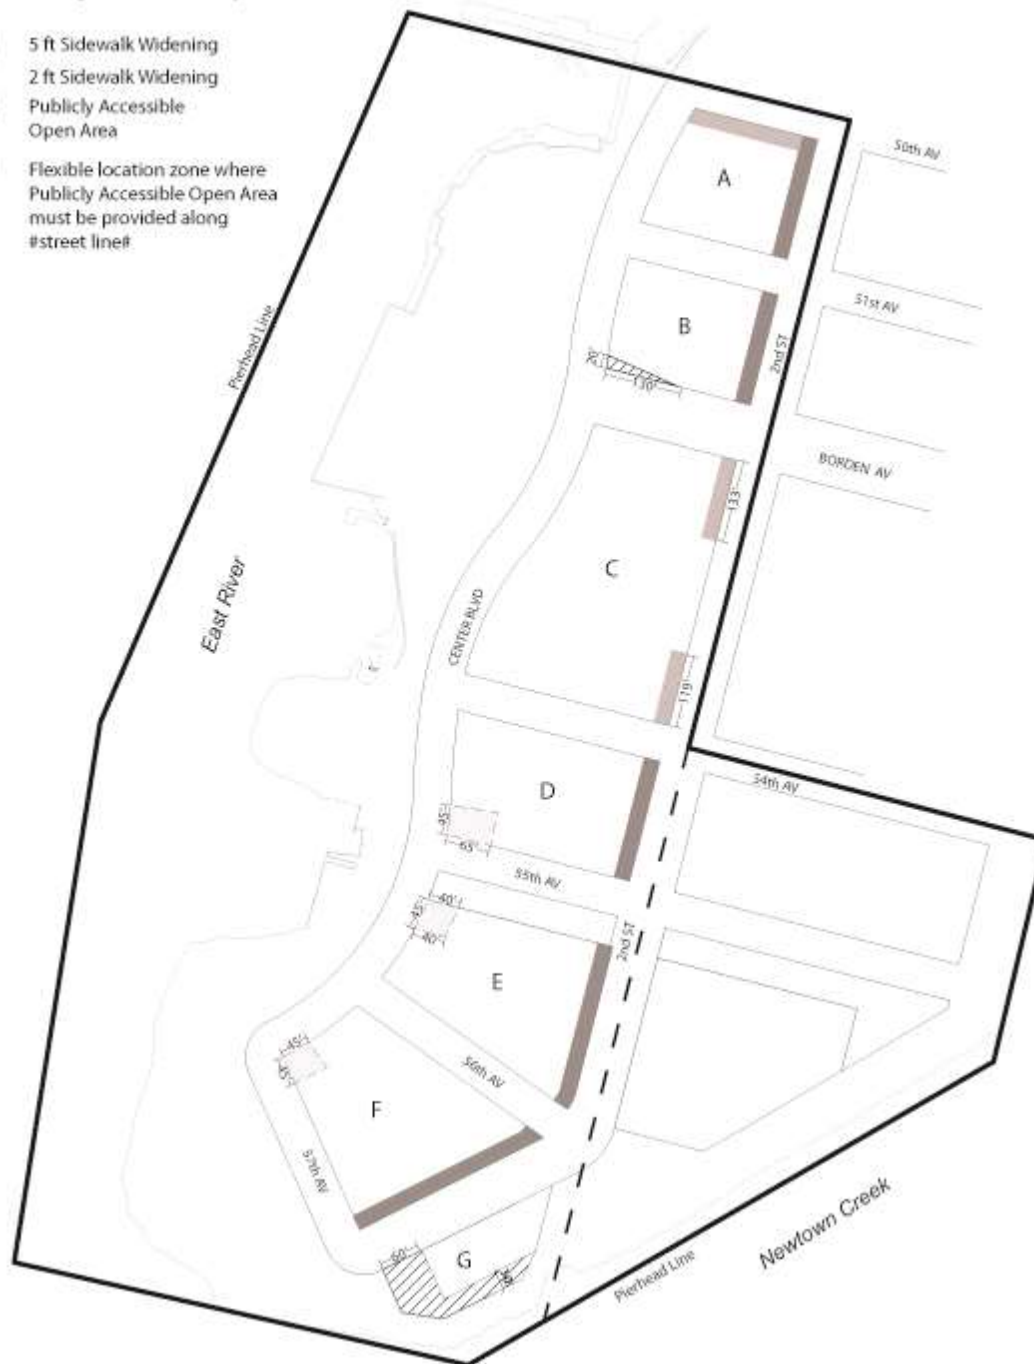 5 ft Sidewalk Widening
2 ft Sidewalk Widening
Publicly Accessible
Open Area
Flexible location zone where
Publicly Accessible Open Area
must be provided along
#street line#
50th AV
A
51st AV
Pierhead Line
B
2nd ST
130'
BORDEN AV
133'
C
East River
CENTER BLVD
119'
D
54th AV
45'
65'
55th AV
40'
45'
40'
2nd ST
E
45'
45'
56th AV
F
57th AV
60'
G
Newtown Creek
Pierhead Line